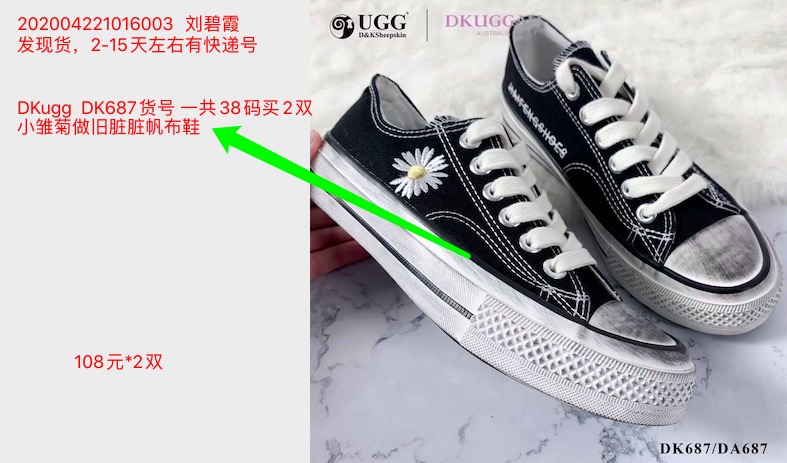 202004221016003 刘碧霞
发现货，2-15天左右有快递号
DKugg DK687货号 一共38码买2双
小雏菊做旧脏脏帆布鞋
108元*2双
UGG
D&KSheepskin
DKUGG
AUSTRALIA
HANFENGSHOES
DK687/DA687